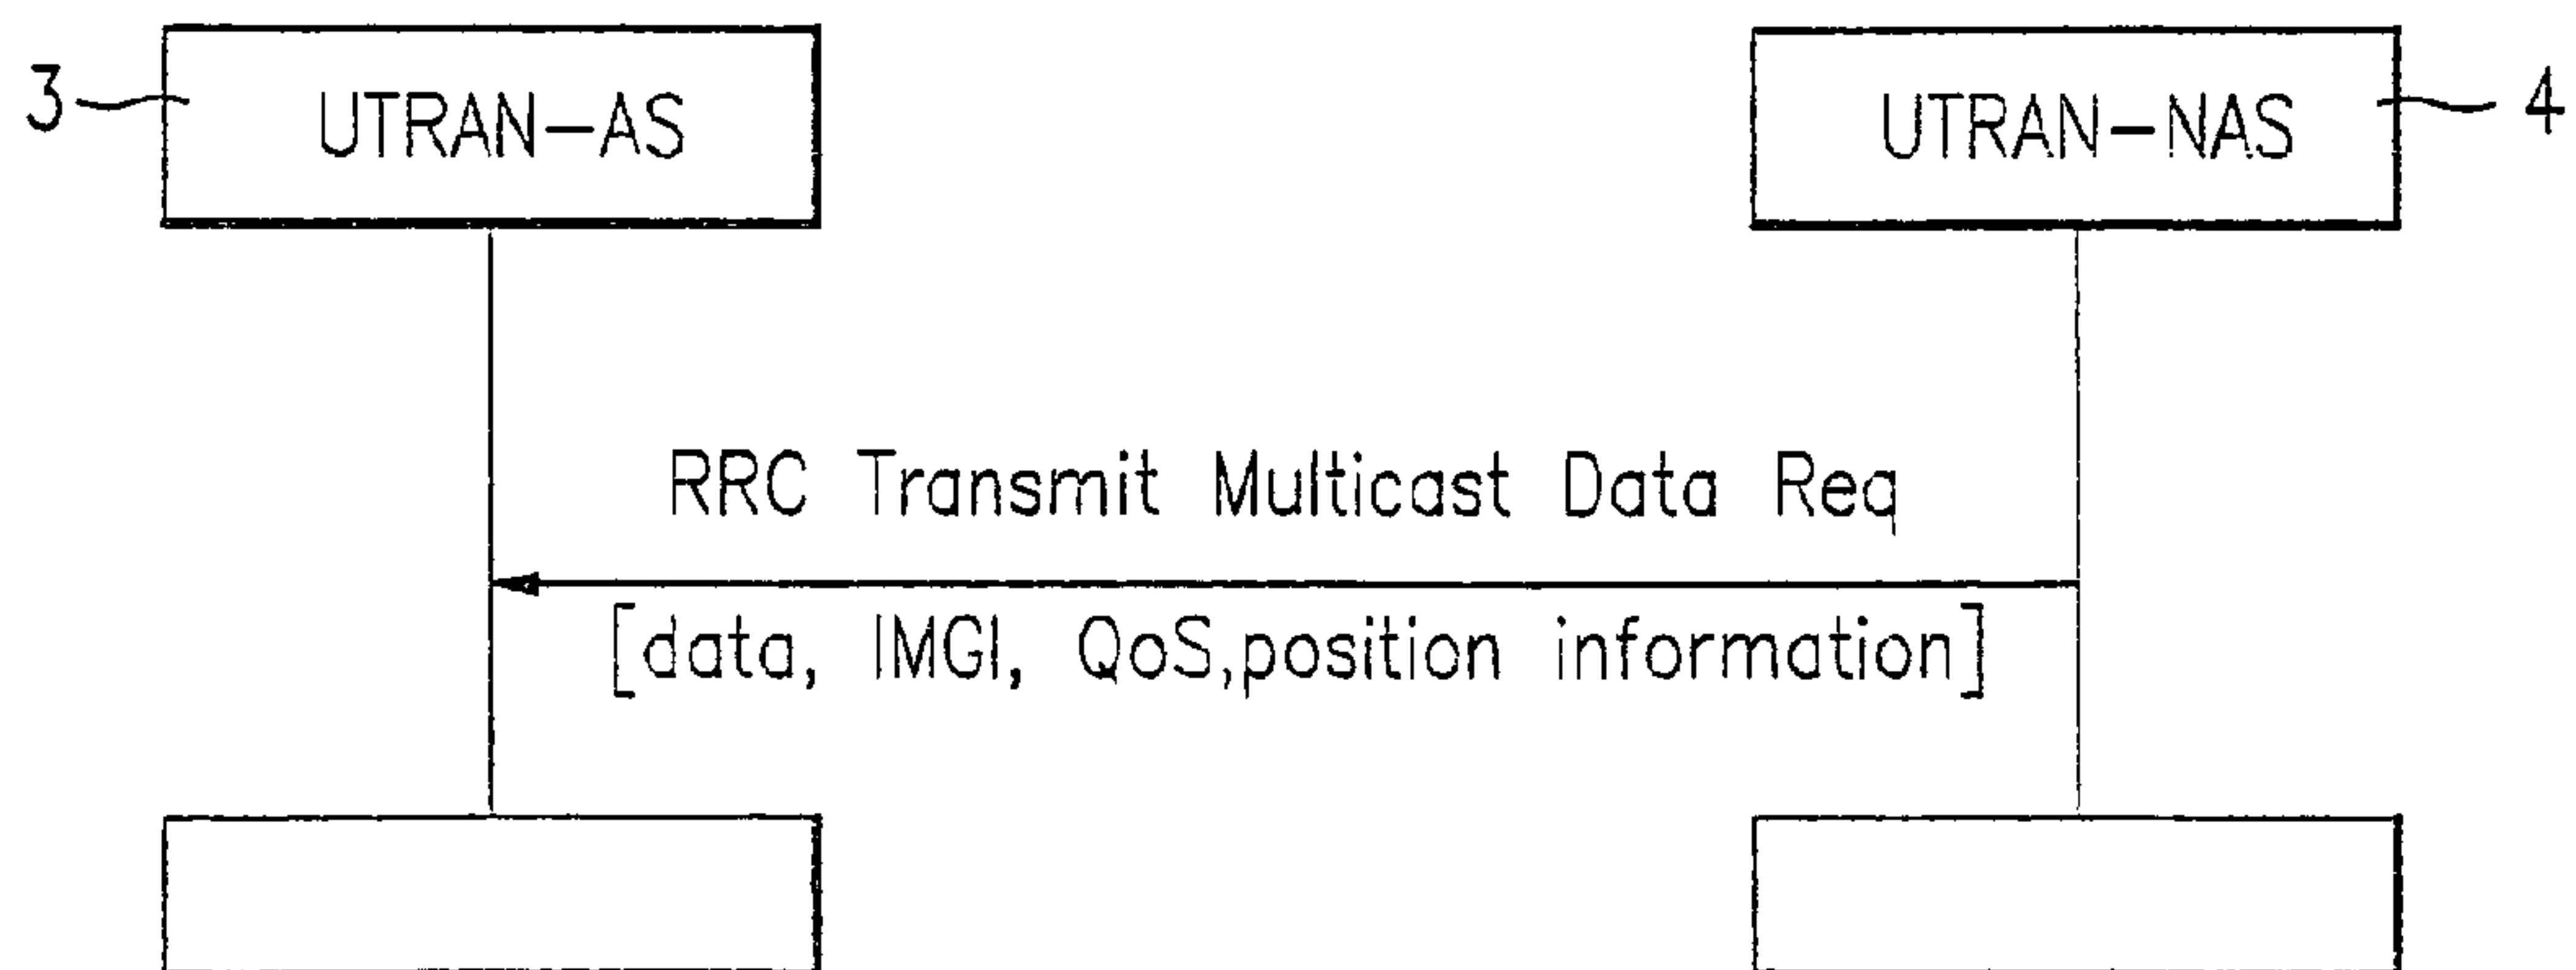 3 UTRAN-AS UTRAN-NAS 4
RRC Transmit Multicast Data Req
[data, IMGI, QoS,position information]